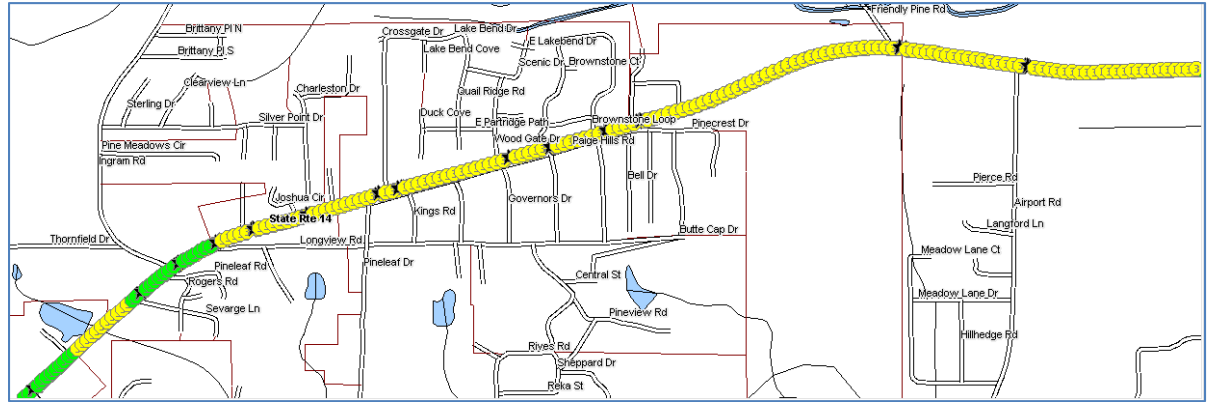 Friendly Pine Rd
Brittany Pl N
Crossgate Dr
Lake Bend Dr
E Lakebend Dr
Brittany Pl S
Lake Bend Cove
Scenic Dr
Brownstone Ct
Clearview Ln
Charleston Dr
Quail Ridge Rd
Sterling Dr
Silver Point Dr
Duck Cove
E Partridge Path
Brownstone Loop
Pinecrest Dr
Wood Gate Dr
Paige Hills Rd
Pine Meadows Cir
Ingram Rd
Bell Dr
Pierce Rd
Joshua Cir
Kings Rd
Governors Dr
Airport Rd
State Rte 14
Langford Ln
Butte Cap Dr
Thornfield Dr
Longview Rd
Meadow Lane Ct
Pineleaf Rd
Pineleaf Dr
Central St
Rogers Rd
Meadow Lane Dr
Sevarge Ln
Pineview Rd
Hillhedge Rd
Rives Rd
Sheppard Dr
Reka St